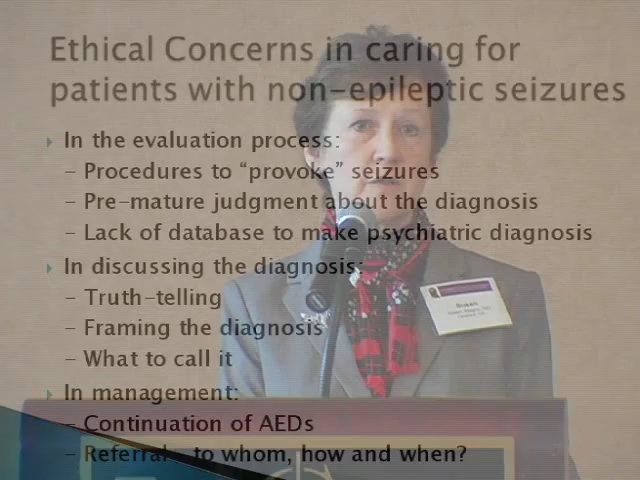 Ethical Concerns in caring for
patients with non-epileptic seizures
In the evaluation process:
– Procedures to “provoke” seizures
– Pre-mature judgment about the diagnosis
– Lack of database to make psychiatric diagnosis
In discussing the diagnosis:
– Truth-telling
– Framing the diagnosis
– What to call it
In management:
– Continuation of AEDs
– Referral – to whom, how and when?
Susan